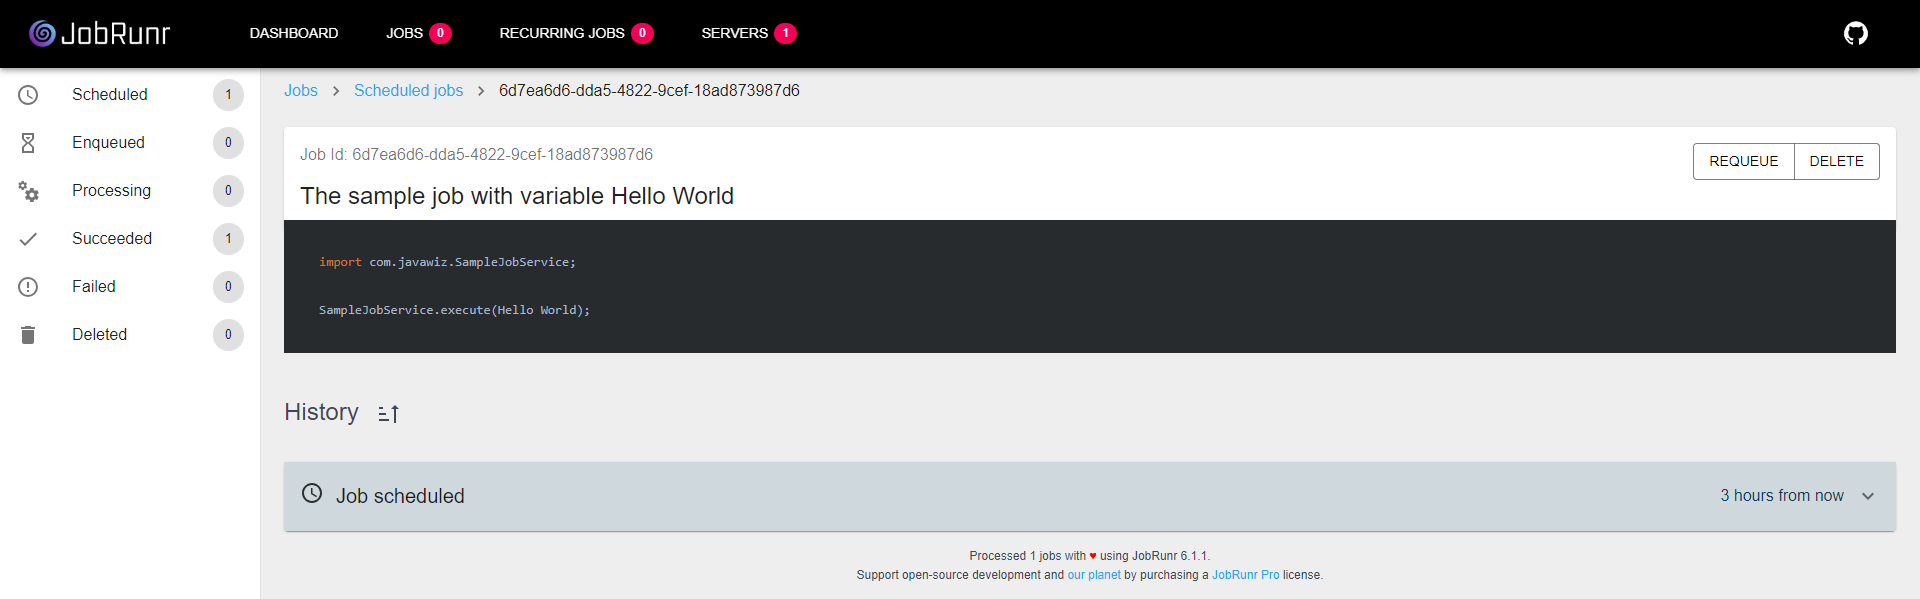 JobRunr DASHBOARD JOBS 0 RECURRING JOBS 0 SERVERS 1
Scheduled 1
Enqueued 0
Processing 0
Succeeded 1
Failed 0
Deleted 0
Jobs > Scheduled jobs > 6d7ea6d6-dda5-4822-9cef-18ad873987d6
Job Id: 6d7ea6d6-dda5-4822-9cef-18ad873987d6
REQUEUE DELETE
The sample job with variable Hello World
import com.javawiz.SampleJobService;
SampleJobService.execute(Hello World);
History
Job scheduled 3 hours from now
Processed 1 jobs with ♥ using JobRunr 6.1.1.
Support open-source development and our planet by purchasing a JobRunr Pro license.